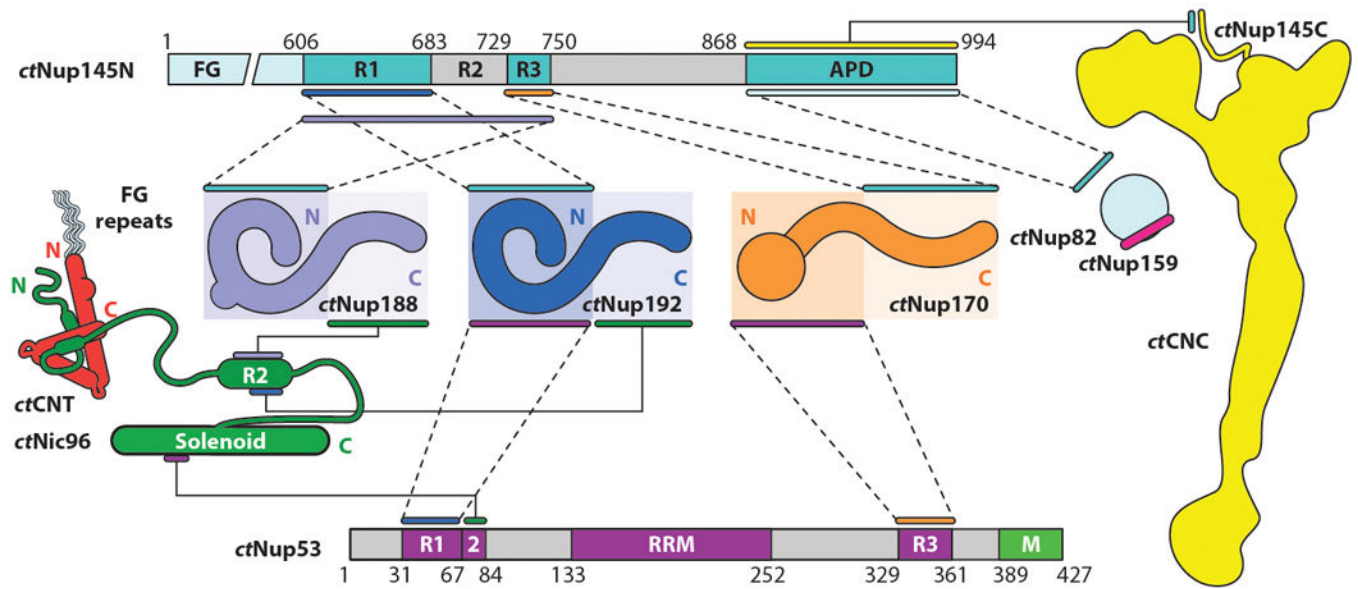 1 606 683 729 750 868 994
ctNup145N FG R1 R2 R3 APD
ctNup145C
FG
repeats
N
N
C
N
C
ctNup188
N
C
ctNup192
N
C
ctNup170
ctNup82
ctNup159
ctCNC
R2
ctCNT
ctNic96 Solenoid C
ctNup53 R1 2 RRM R3 M
1 31 67 84 133 252 329 361 389 427